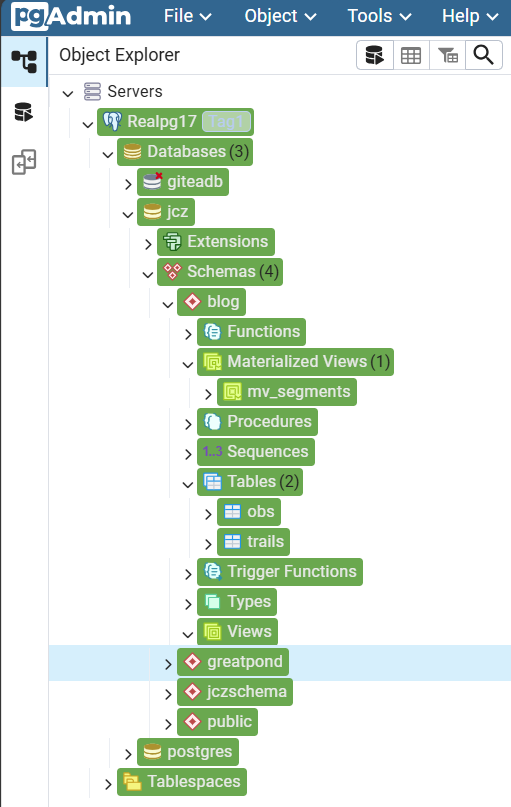 pgAdmin File Object Tools Help
Object Explorer
Servers
Realpg17 Tag1
Databases (3)
giteadb
jcz
Extensions
Schemas (4)
blog
Functions
Materialized Views (1)
mv_segments
Procedures
1..3 Sequences
Tables (2)
obs
trails
Trigger Functions
Types
Views
greatpond
jczschema
public
postgres
Tablespaces